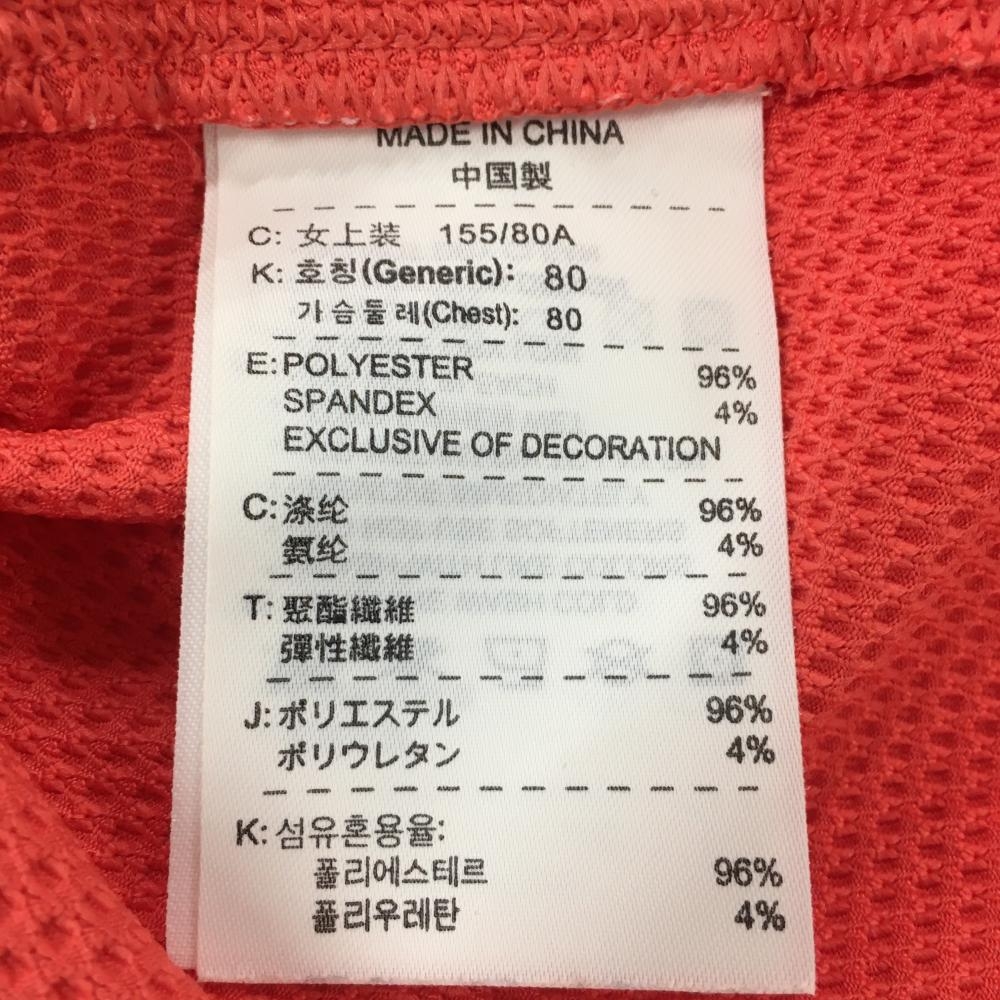 MADE IN CHINA
中国製
C: 女上装 155/80A
K: 호칭(Generic): 80
가슴둘레(Chest): 80
E: POLYESTER 96%
SPANDEX 4%
EXCLUSIVE OF DECORATION
C: 涤纶 96%
氨纶 4%
T: 聚酯纖維 96%
彈性纖維 4%
J: ポリエステル 96%
ポリウレタン 4%
K: 섬유혼용율:
폴리에스테르 96%
폴리우레탄 4%